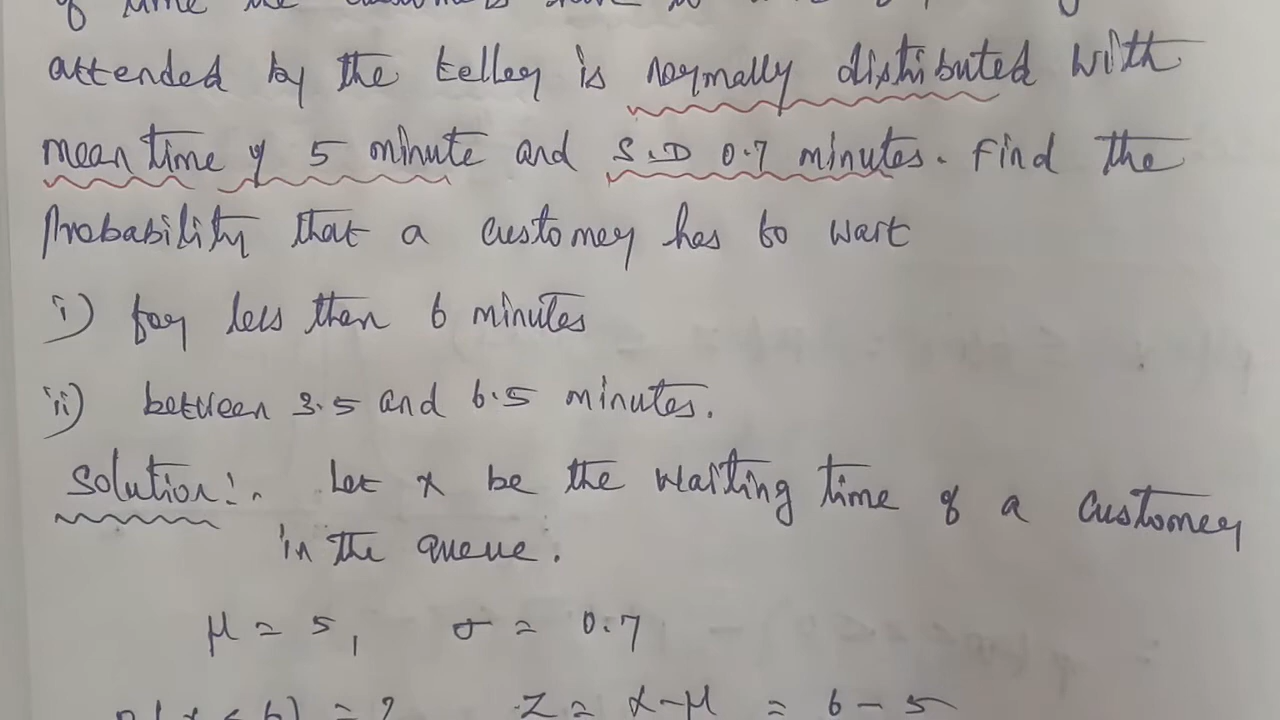 attended by the teller is normally distributed with
mean time of 5 minute and S.D 0.7 minutes. Find the
Probability that a customer has to wait
i) for less than 6 minutes
ii) between 3.5 and 6.5 minutes.
Solution:. Let x be the waiting time of a customer
in the queue.
μ = 5, σ = 0.7
P(x < 6) = ? Z = x-μ = 6-5